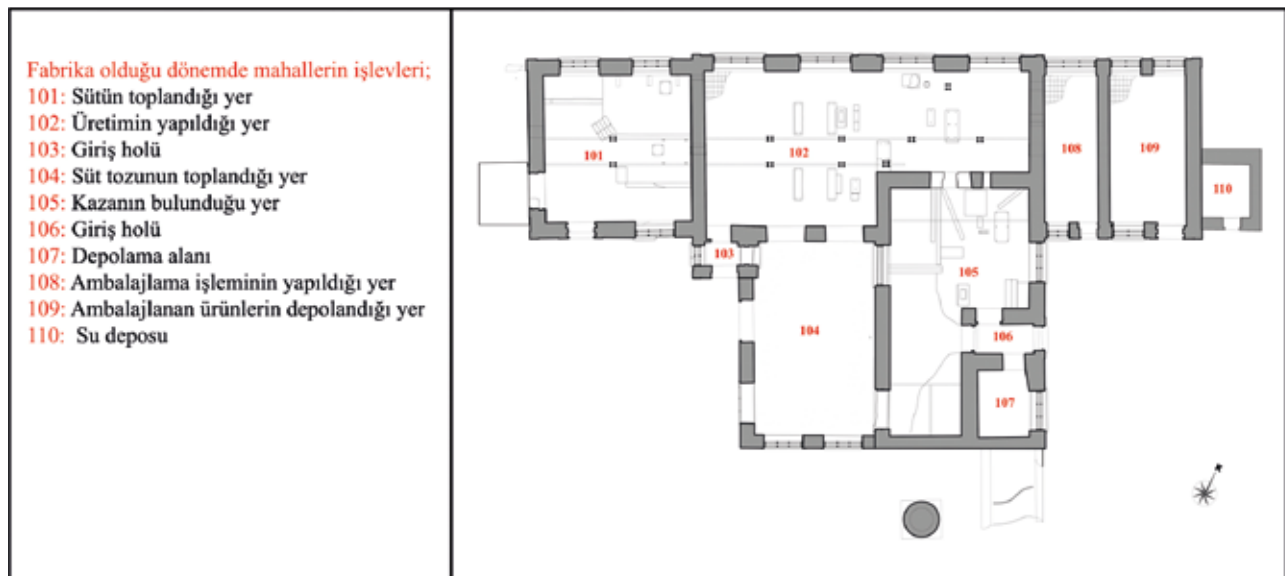 Fabrika olduğu dönemde mahallerin işlevleri;
101: Sütün toplandığı yer
102: Üretimin yapıldığı yer
103: Giriş holü
104: Süt tozunun toplandığı yer
105: Kazanın bulunduğu yer
106: Giriş holü
107: Depolama alanı
108: Ambalajlama işleminin yapıldığı yer
109: Ambalajlanan ürünlerin depolandığı yer
110: Su deposu
101
102
108
109
110
103
105
104
106
107